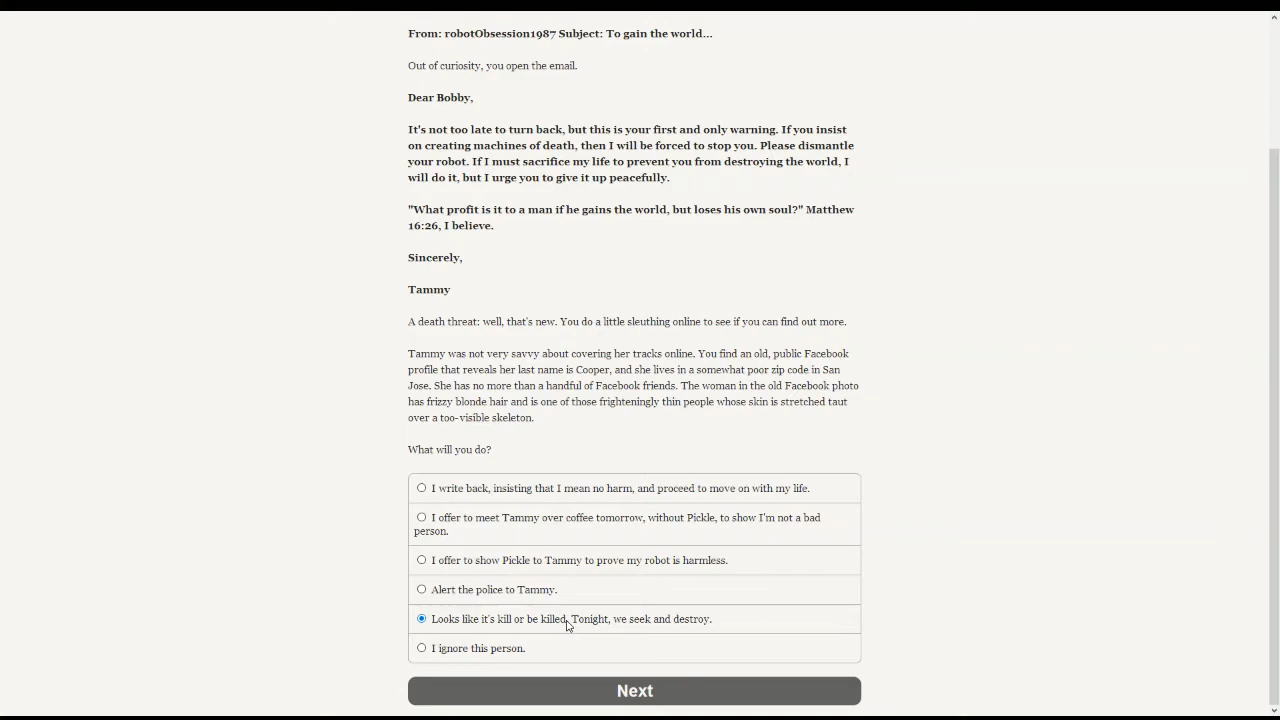 From: robotObsession1987 Subject: To gain the world...
Out of curiosity, you open the email.
Dear Bobby,
It's not too late to turn back, but this is your first and only warning. If you insist
on creating machines of death, then I will be forced to stop you. Please dismantle
your robot. If I must sacrifice my life to prevent you from destroying the world, I
will do it, but I urge you to give it up peacefully.
"What profit is it to a man if he gains the world, but loses his own soul?" Matthew
16:26, I believe.
Sincerely,
Tammy
A death threat: well, that's new. You do a little sleuthing online to see if you can find out more.
Tammy was not very savvy about covering her tracks online. You find an old, public Facebook
profile that reveals her last name is Cooper, and she lives in a somewhat poor zip code in San
Jose. She has no more than a handful of Facebook friends. The woman in the old Facebook photo
has frizzy blonde hair and is one of those frighteningly thin people whose skin is stretched taut
over a too-visible skeleton.
What will you do?
I write back, insisting that I mean no harm, and proceed to move on with my life.
I offer to meet Tammy over coffee tomorrow, without Pickle, to show I'm not a bad
person.
I offer to show Pickle to Tammy to prove my robot is harmless.
Alert the police to Tammy.
Looks like it's kill or be killed. Tonight, we seek and destroy.
I ignore this person.
Next